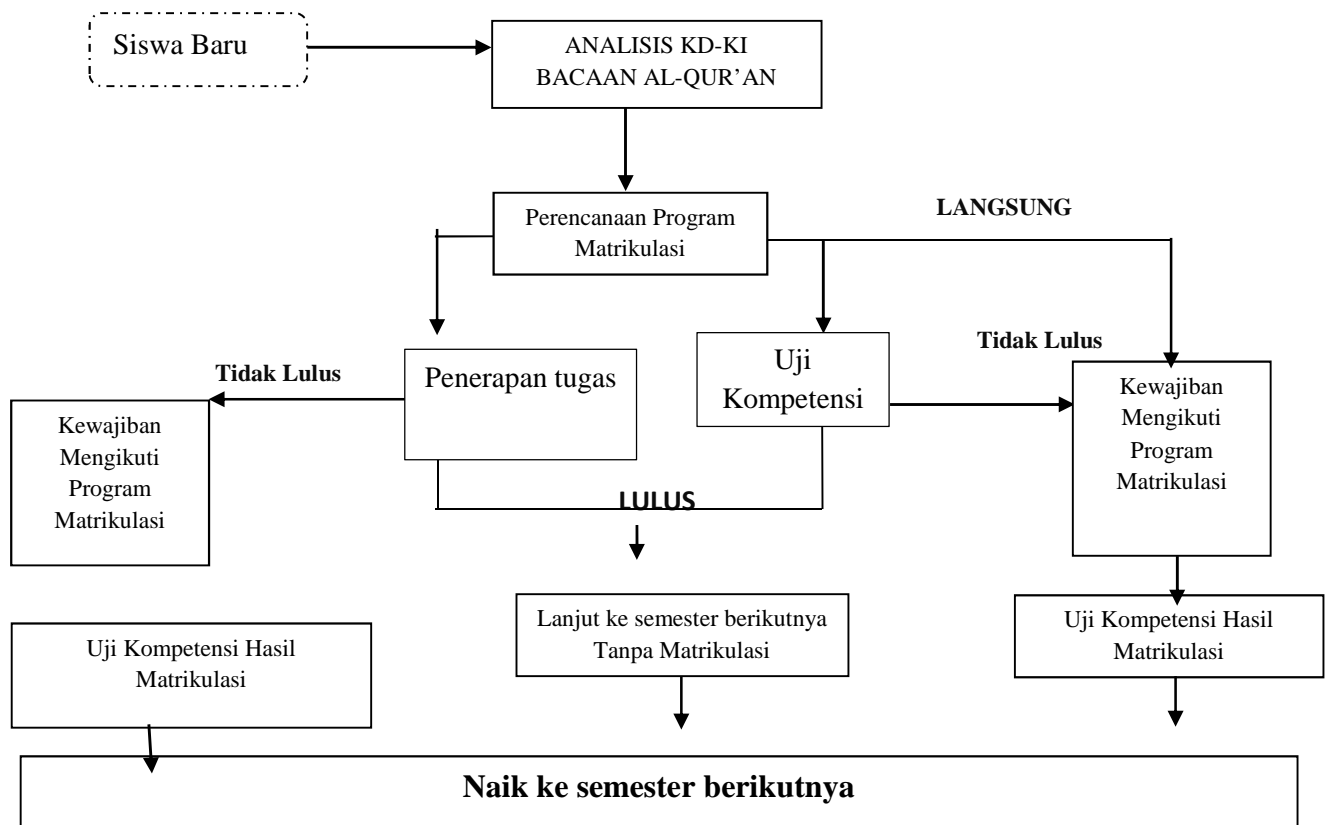 Siswa Baru
ANALISIS KD-KI
BACAAN AL-QUR’AN
Perencanaan Program
Matrikulasi
LANGSUNG
Penerapan tugas
Uji
Kompetensi
Tidak Lulus
Tidak Lulus
Kewajiban
Mengikuti
Program
Matrikulasi
Kewajiban
Mengikuti
Program
Matrikulasi
LULUS
Uji Kompetensi Hasil
Matrikulasi
Lanjut ke semester berikutnya
Tanpa Matrikulasi
Uji Kompetensi Hasil
Matrikulasi
Naik ke semester berikutnya